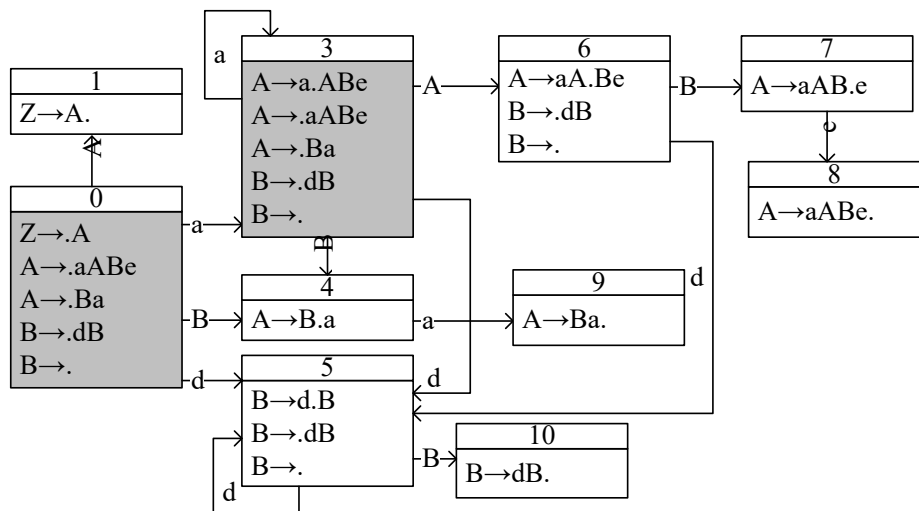 1
Z→A.
A
0
Z→.A
A→.aABe
A→.Ba
B→.dB
B→.
a
B
d
a
3
A→a.ABe
A→.aABe
A→.Ba
B→.dB
B→.
A
B
d
4
A→B.a
a
5
B→d.B
B→.dB
B→.
d
B
6
A→aA.Be
B→.dB
B→.
B
d
7
A→aAB.e
e
8
A→aABe.
9
A→Ba.
10
B→dB.